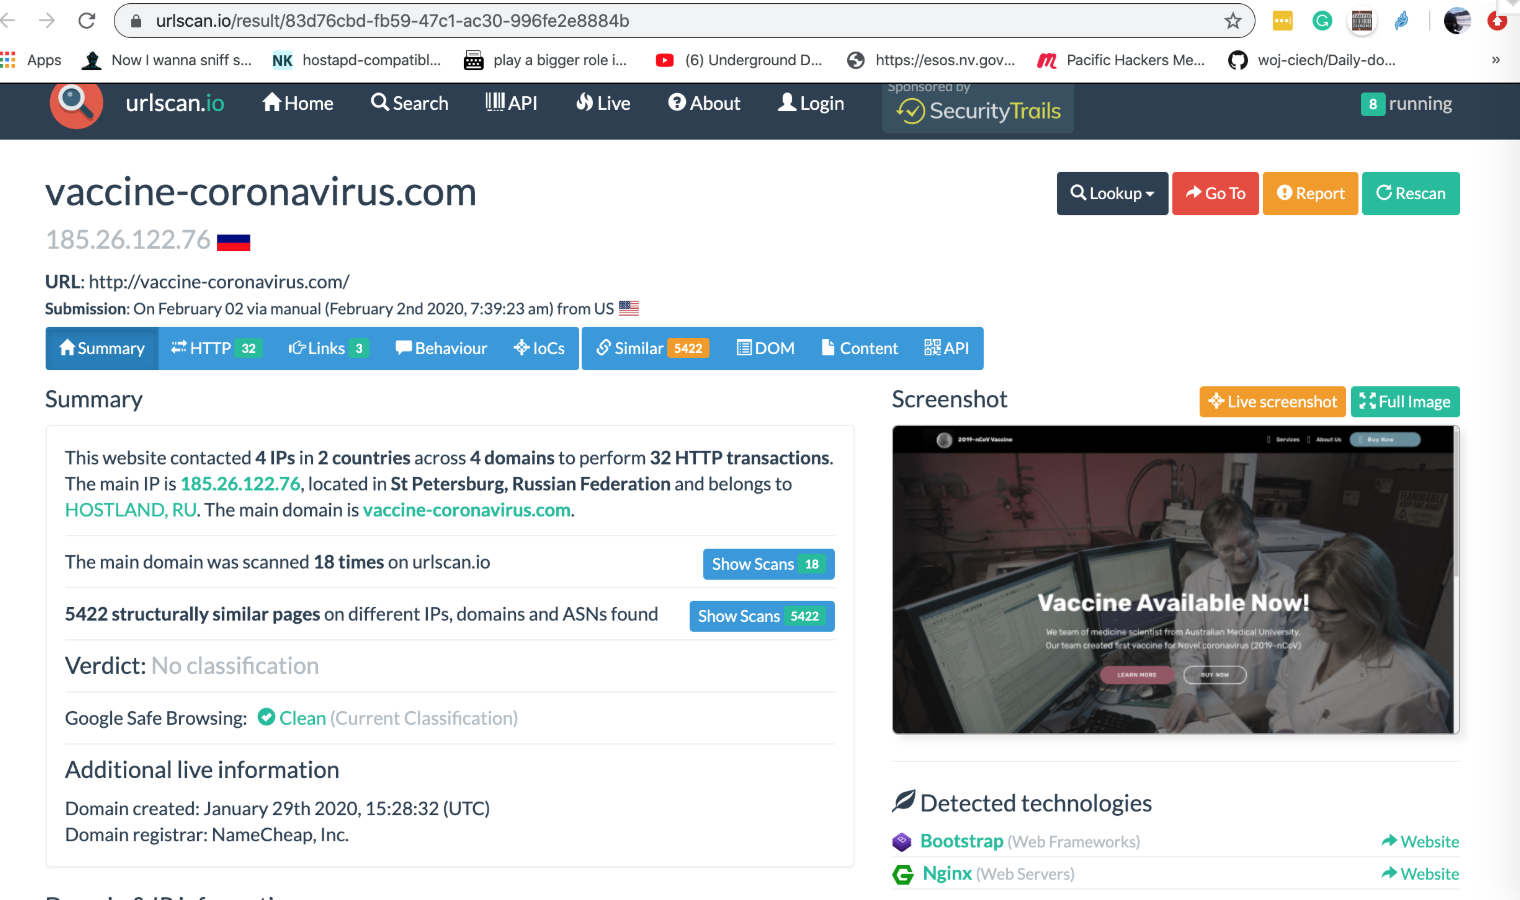 urlscan.io/result/83d76cbd-fb59-47c1-ac30-996fe2e8884b
Apps
Now I wanna sniff s...
NK hostapd-compatibl...
play a bigger role i...
(6) Underground D...
https://esos.nv.gov...
Pacific Hackers Me...
woj-ciech/Daily-do...
»
urlscan.io
Home
Search
API
Live
About
Login
Sponsored by
SecurityTrails
8 running
vaccine-coronavirus.com
Lookup
Go To
Report
Rescan
185.26.122.76
URL: http://vaccine-coronavirus.com/
Submission: On February 02 via manual (February 2nd 2020, 7:39:23 am) from US
Summary
HTTP 32
Links 3
Behaviour
IoCs
Similar 5422
DOM
Content
API
Summary
This website contacted 4 IPs in 2 countries across 4 domains to perform 32 HTTP transactions.
The main IP is 185.26.122.76, located in St Petersburg, Russian Federation and belongs to
HOSTLAND, RU. The main domain is vaccine-coronavirus.com.
The main domain was scanned 18 times on urlscan.io
Show Scans 18
5422 structurally similar pages on different IPs, domains and ASNs found
Show Scans 5422
Verdict: No classification
Google Safe Browsing: Clean (Current Classification)
Additional live information
Domain created: January 29th 2020, 15:28:32 (UTC)
Domain registrar: NameCheap, Inc.
Screenshot
Live screenshot
Full Image
2019-nCoV Vaccine
Services
About Us
Buy Now
Vaccine Available Now!
We team of medicine scientist from Australian Medical University.
Our team created first vaccine for Novel coronavirus (2019-nCoV)
LEARN MORE
BUY NOW
Detected technologies
Bootstrap (Web Frameworks)
Website
Nginx (Web Servers)
Website